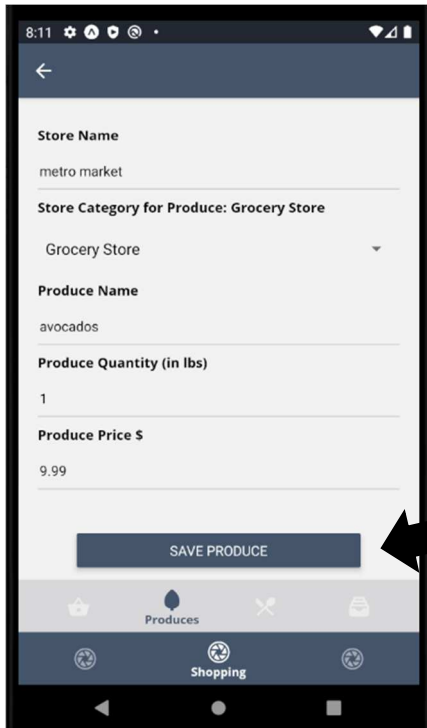 8:11
Store Name
metro market
Store Category for Produce: Grocery Store
Grocery Store
Produce Name
avocados
Produce Quantity (in lbs)
1
Produce Price $
9.99
SAVE PRODUCE
Produces
Shopping